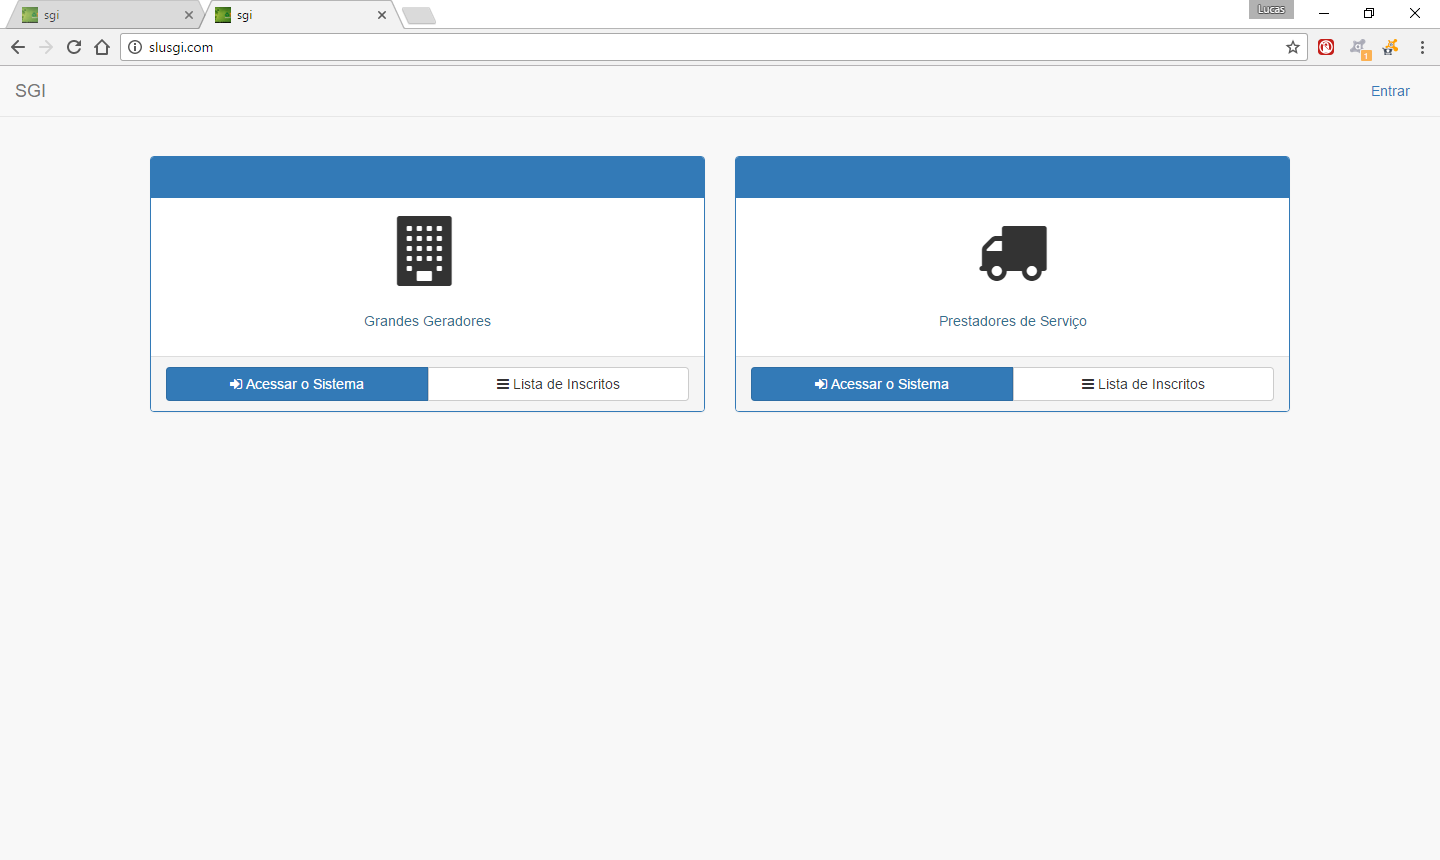 sgi
sgi
Lucas
slusgi.com
1
SGI
Entrar
Grandes Geradores
Acessar o Sistema
Lista de Inscritos
Prestadores de Serviço
Acessar o Sistema
Lista de Inscritos